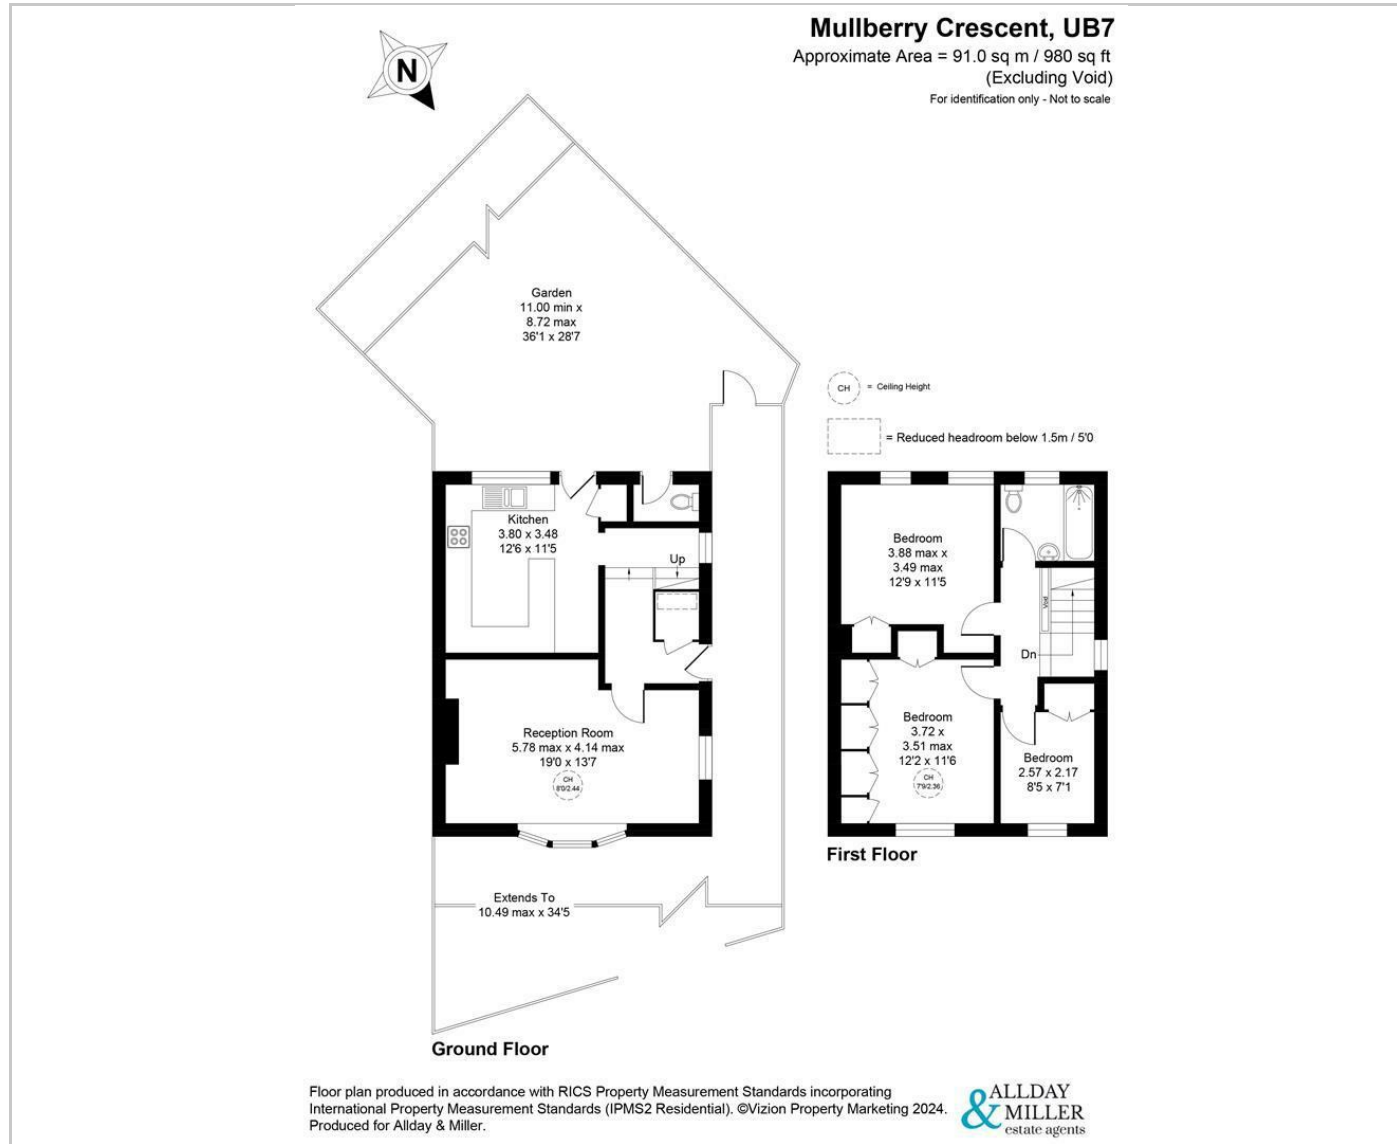 Mullberry Crescent, UB7
Approximate Area = 91.0 sq m / 980 sq ft
(Excluding Void)
For identification only - Not to scale
N
Garden
11.00 min x
8.72 max
36'1 x 28'7
CH = Ceiling Height
= Reduced headroom below 1.5m / 5'0
Kitchen
3.80 x 3.48
12'6 x 11'5
Up
Reception Room
5.78 max x 4.14 max
19'0 x 13'7
CH
8'0/2.44
Extends To
10.49 max x 34'5
Ground Floor
Bedroom
3.88 max x
3.49 max
12'9 x 11'5
Void
Dn
Bedroom
3.72 x
3.51 max
12'2 x 11'6
CH
7'9/2.36
Bedroom
2.57 x 2.17
8'5 x 7'1
First Floor
Floor plan produced in accordance with RICS Property Measurement Standards incorporating
International Property Measurement Standards (IPMS2 Residential). ©Vizion Property Marketing 2024.
Produced for Allday & Miller.
ALLDAY
& MILLER
estate agents